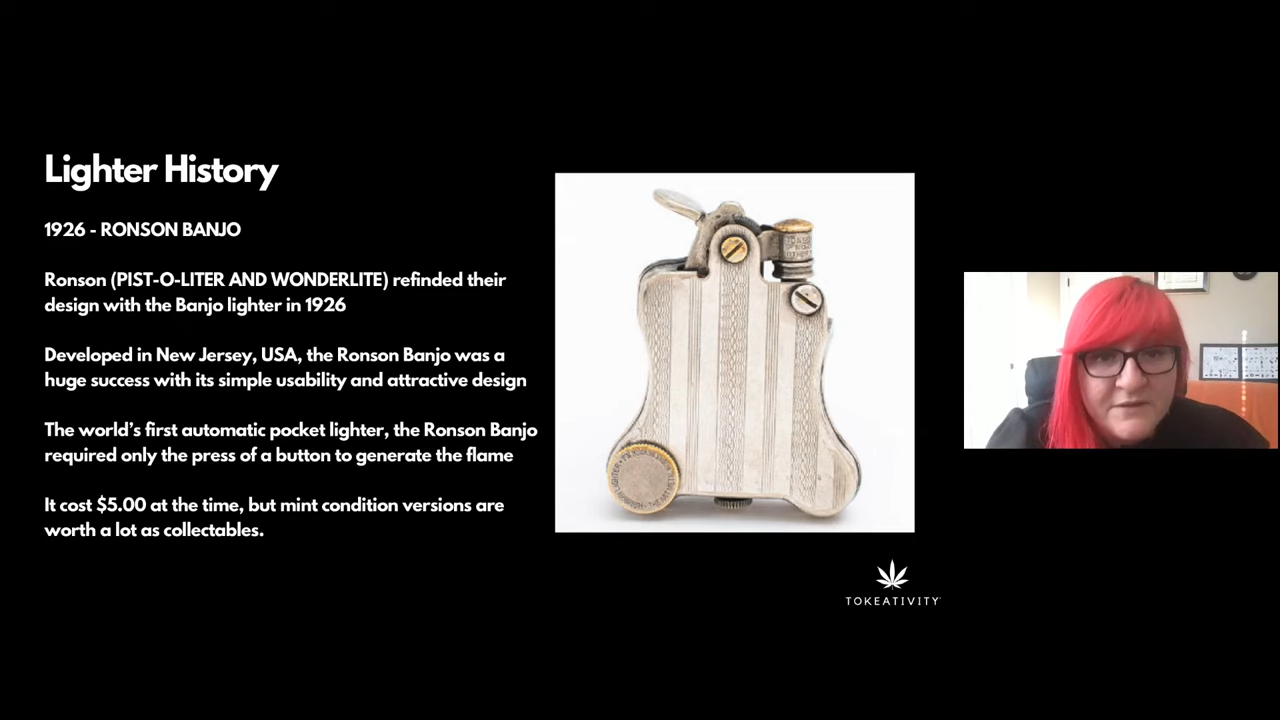 Lighter History
1926 - RONSON BANJO
Ronson (PIST-O-LITER AND WONDERLITE) refinded their
design with the Banjo lighter in 1926
Developed in New Jersey, USA, the Ronson Banjo was a
huge success with its simple usability and attractive design
The world's first automatic pocket lighter, the Ronson Banjo
required only the press of a button to generate the flame
It cost $5.00 at the time, but mint condition versions are
worth a lot as collectables.
TOKEATIVITY